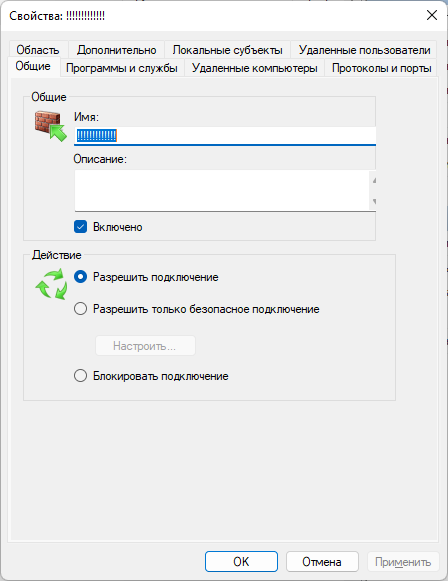 Свойства: !!!!!!!!!!!!!
Область Дополнительно Локальные субъекты Удаленные пользователи
Общие Программы и службы Удаленные компьютеры Протоколы и порты
Общие
Имя:
!!!!!!!!!!!!!
Описание:
Включено
Действие
Разрешить подключение
Разрешить только безопасное подключение
Настроить...
Блокировать подключение
OK Отмена Применить